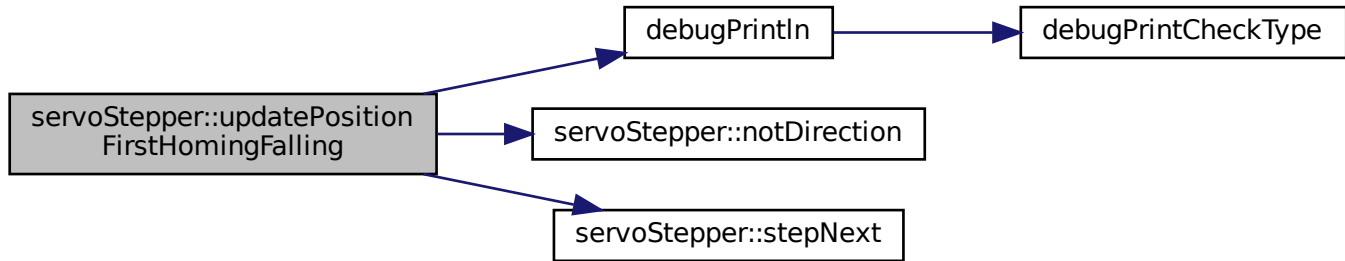 servoStepper::updatePosition
FirstHomingFalling
debugPrintln
debugPrintCheckType
servoStepper::notDirection
servoStepper::stepNext